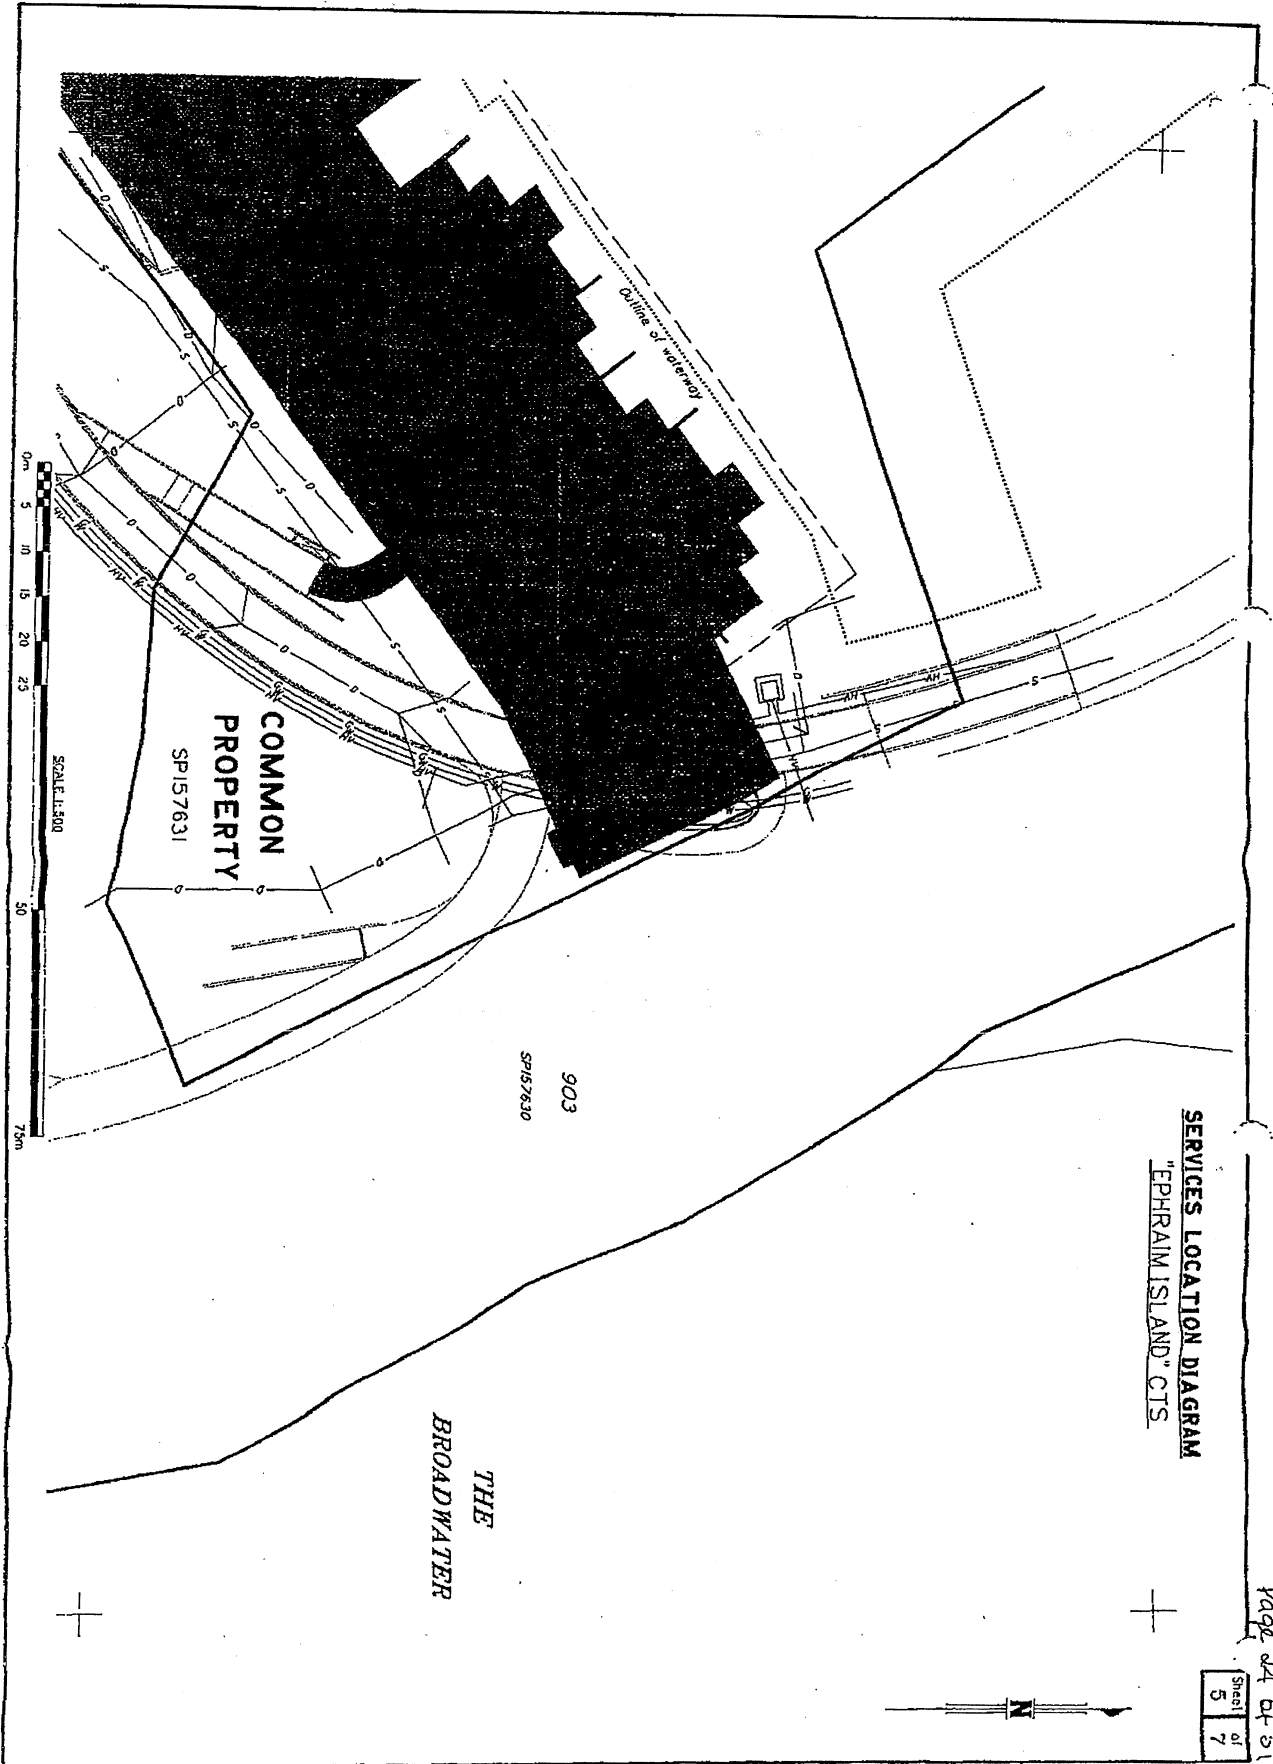 SERVICES LOCATION DIAGRAM
"EPHRAIM ISLAND" CTS
Sheet of
5 7
N
THE
BROADWATER
903
SP157630
Outline of waterway
COMMON
PROPERTY
SP157631
0m 5 10 15 20 25 50 75m
SCALE 1:500